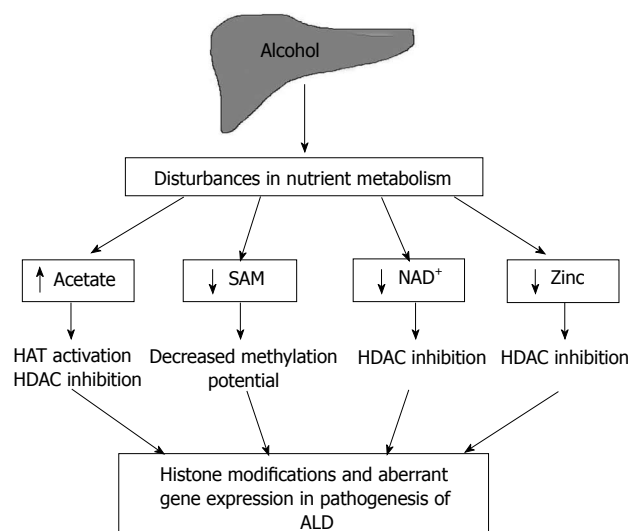 Alcohol
Disturbances in nutrient metabolism
↑ Acetate
↓ SAM
↓ NAD⁺
↓ Zinc
HAT activation
HDAC inhibition
Decreased methylation
potential
HDAC inhibition
HDAC inhibition
Histone modifications and aberrant
gene expression in pathogenesis of
ALD